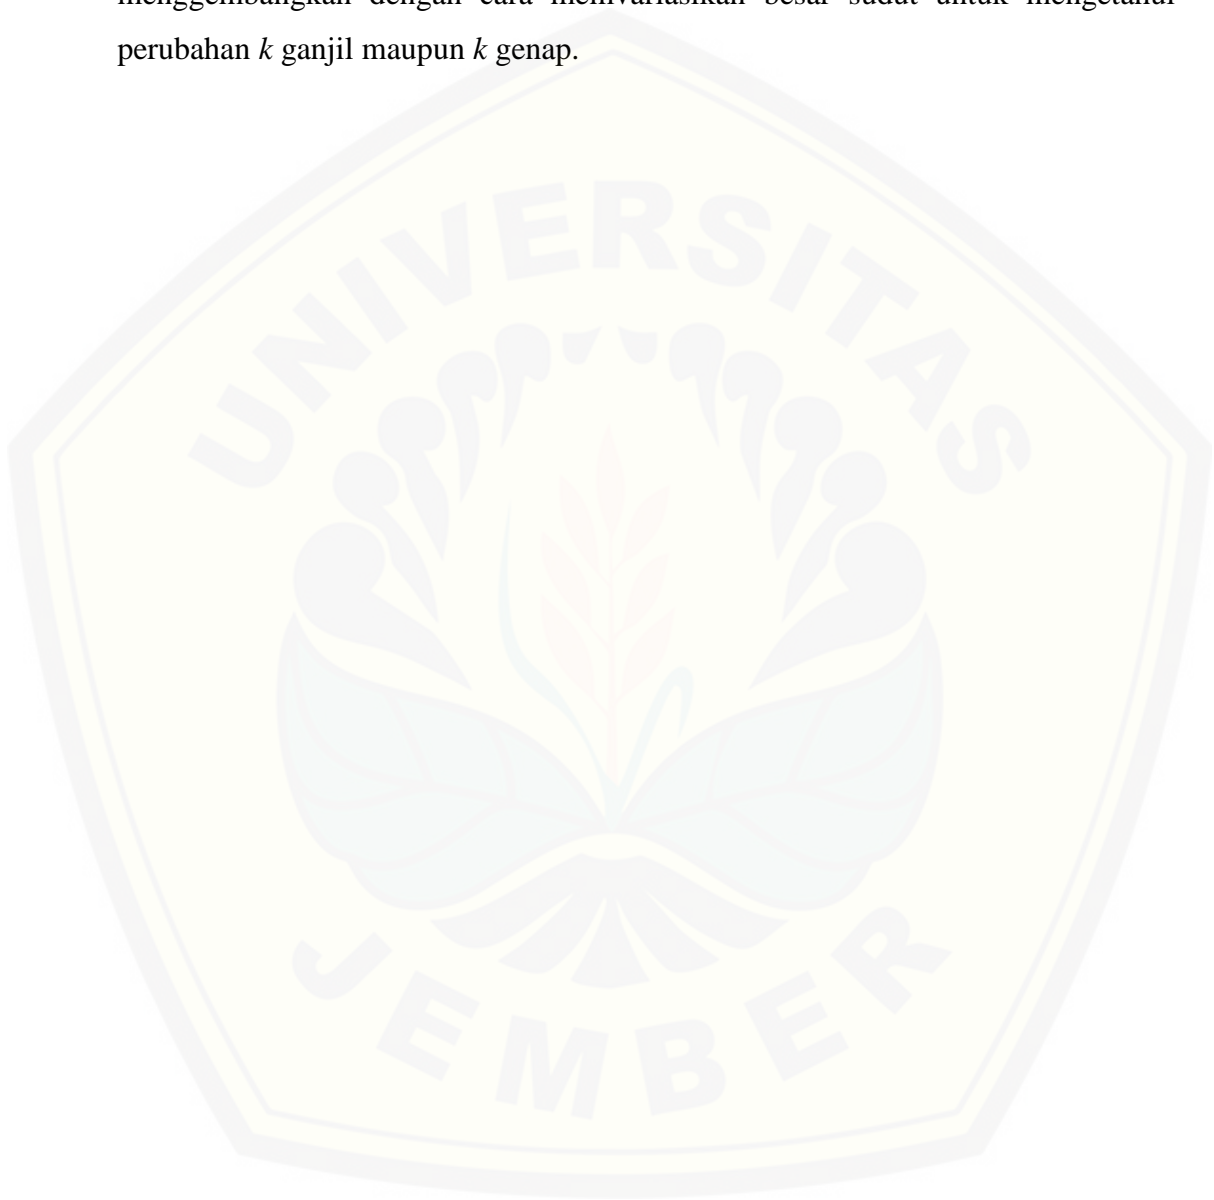 menggembangkan dengan cara memvariasikan besar sudut untuk mengetahui
perubahan k ganjil maupun k genap.
UNIVERSITAS
JEMBER